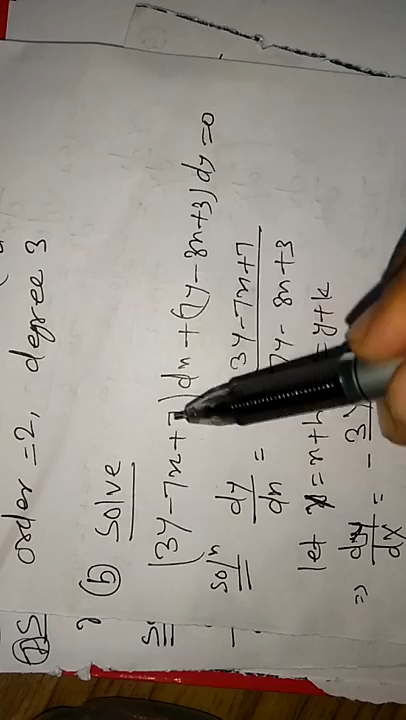 order = 2, degree 3
(b) Solve
(3y-7x+7)dx+(7y-8x+3)dy=0
Solⁿ dy/dx = 3y-7x+7 / 7y-8x+3
let x = x+h = y+k
⇒ dy/dx = - 3y